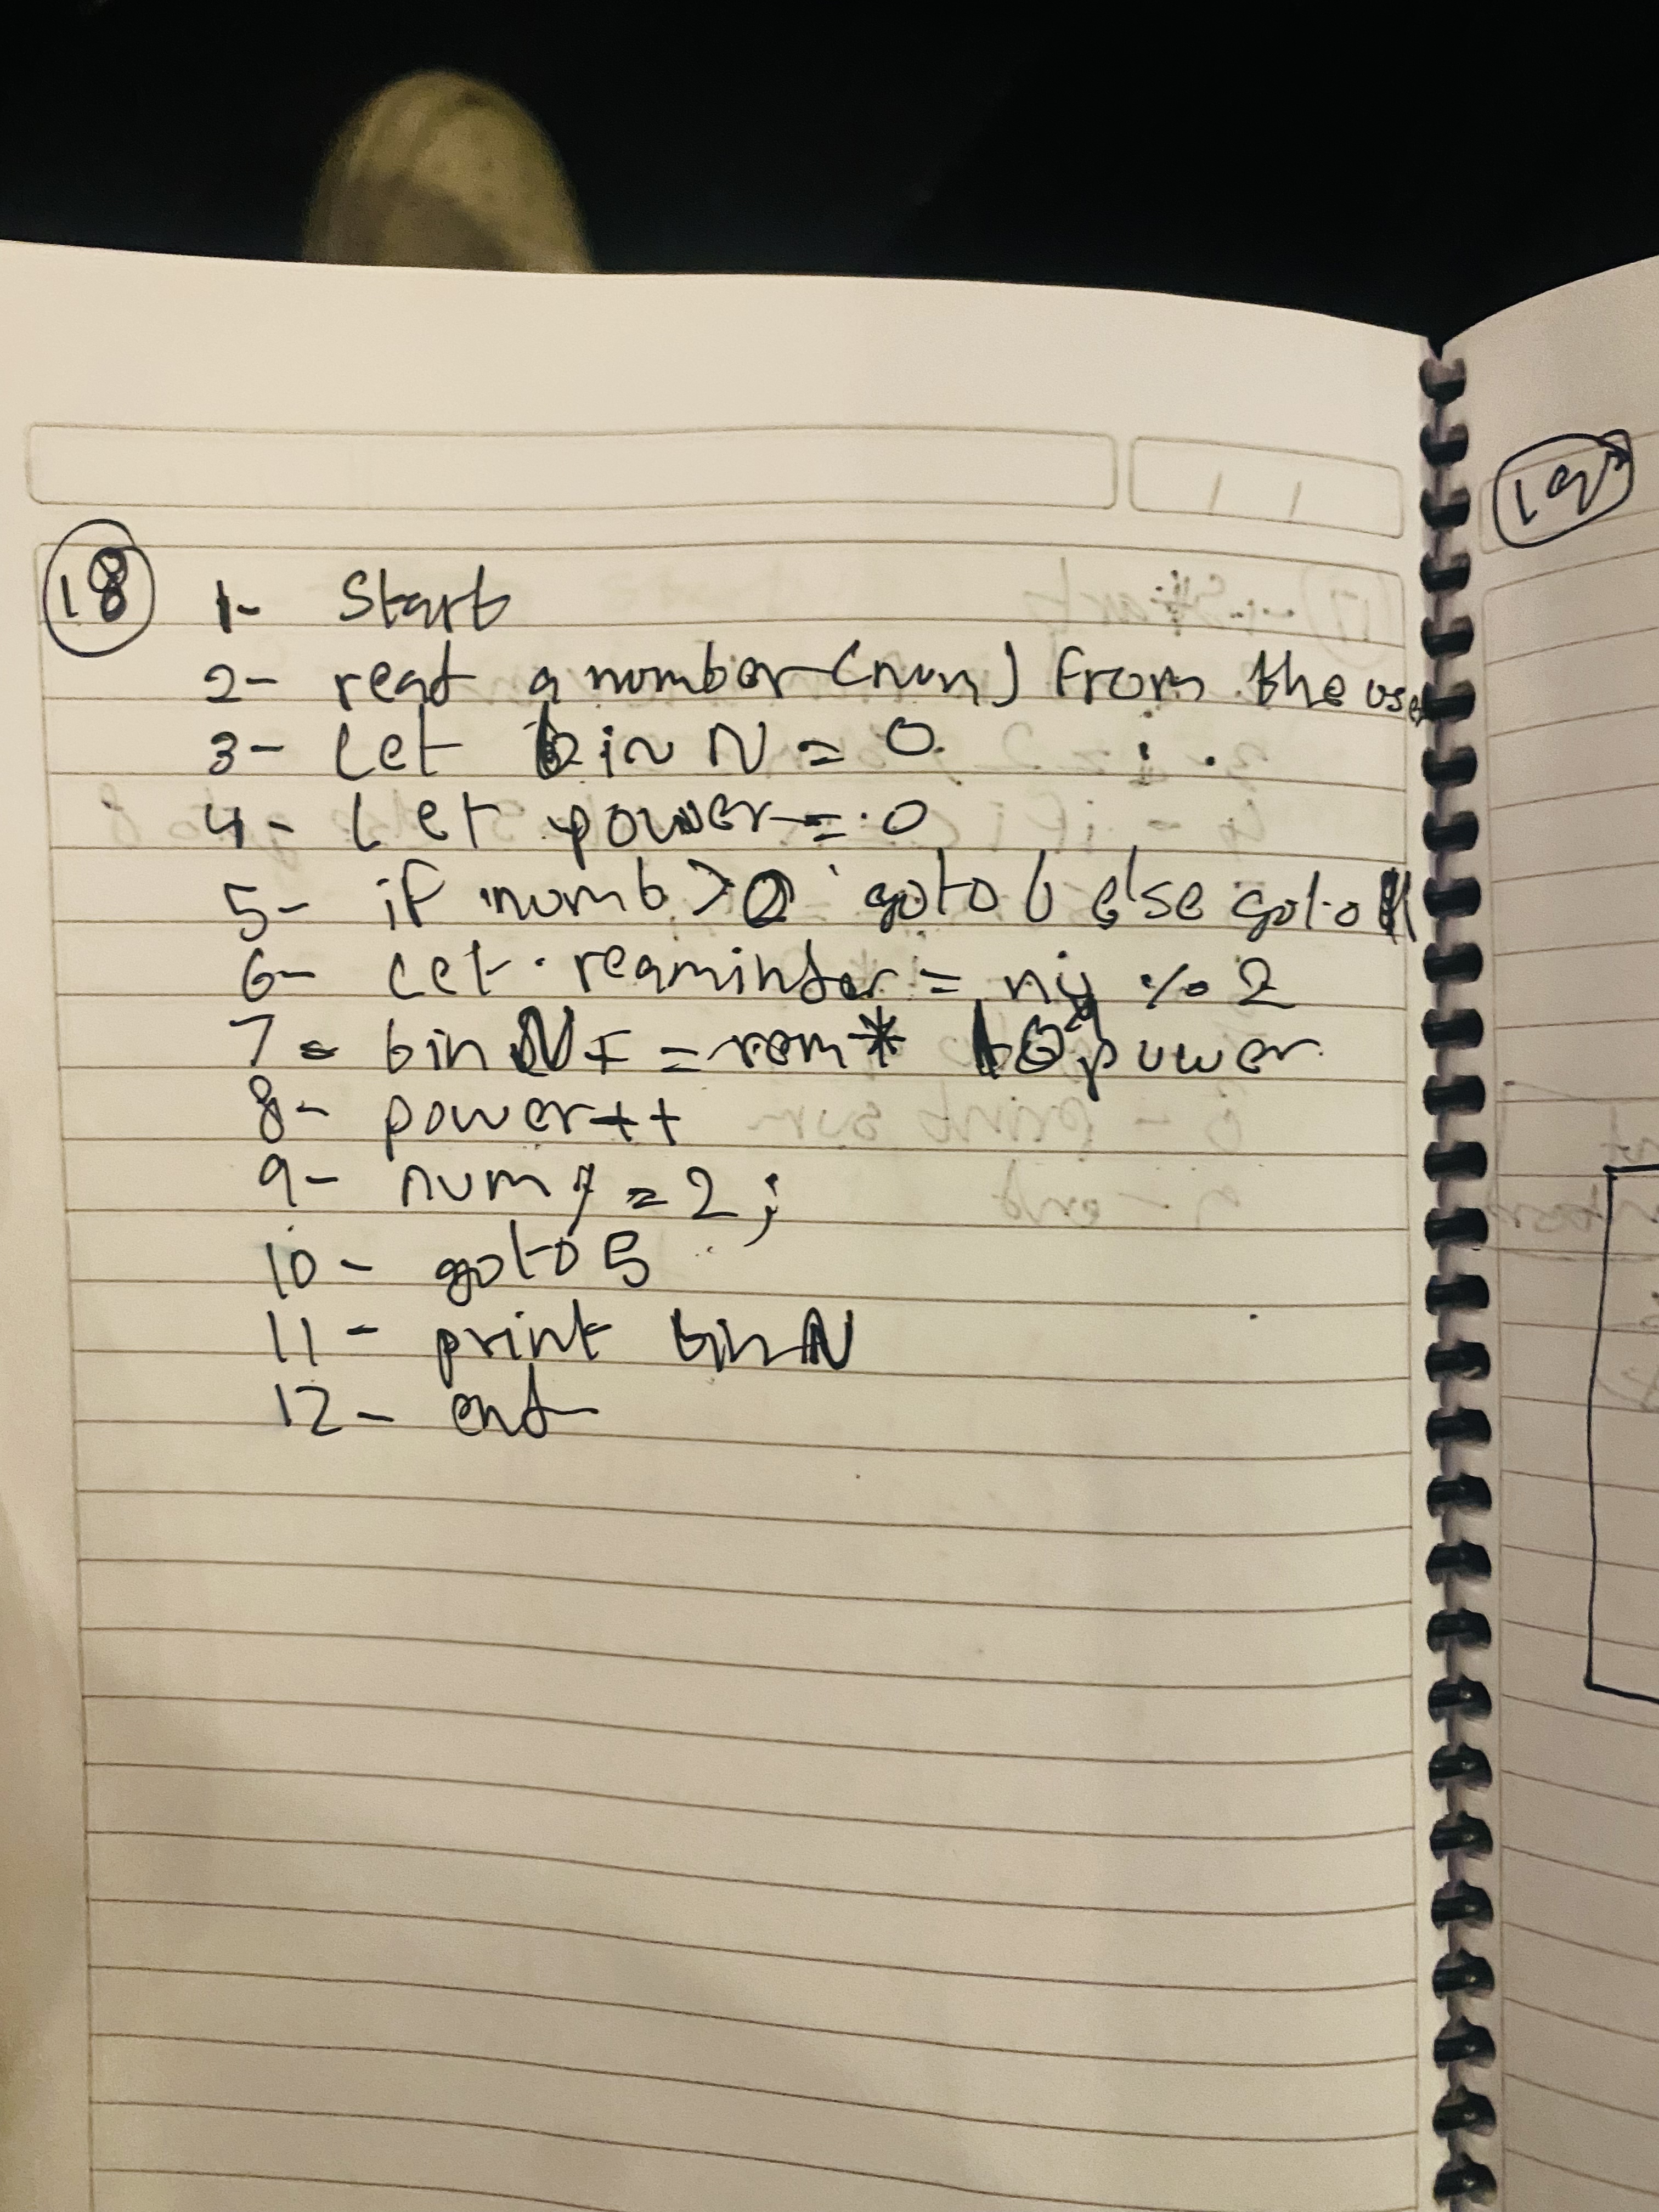 18
1- Start
2- read a number (num) from the use
3- Let binN = 0
4- Let power = 0
5- if numb > 0 goto 6 else goto 11
6- Let reaminder = % 2
7- binN + = rem * 10^power
8- power++
9- num / = 2 ;
10- goto 5
11- print binN
12- end
19